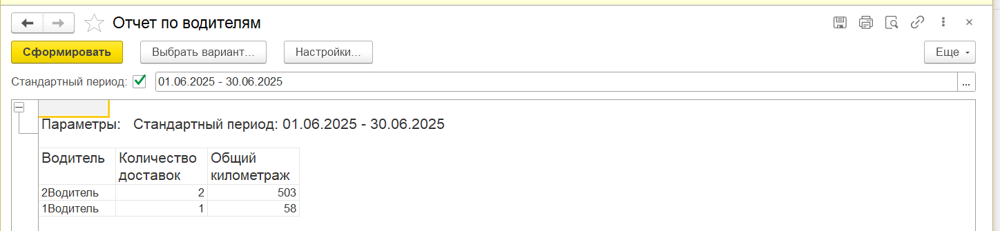 Отчет по водителям
Сформировать Выбрать вариант... Настройки... Еще
Стандартный период: 01.06.2025 - 30.06.2025 ...
Параметры: Стандартный период: 01.06.2025 - 30.06.2025
Водитель Количество доставок Общий километраж
2Водитель 2 503
1Водитель 1 58